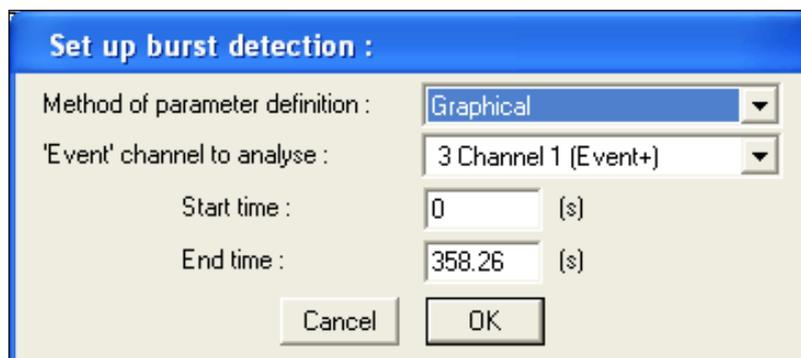 Set up burst detection :
Method of parameter definition : Graphical
'Event' channel to analyse : 3 Channel 1 (Event+)
Start time : 0 (s)
End time : 358.26 (s)
Cancel OK